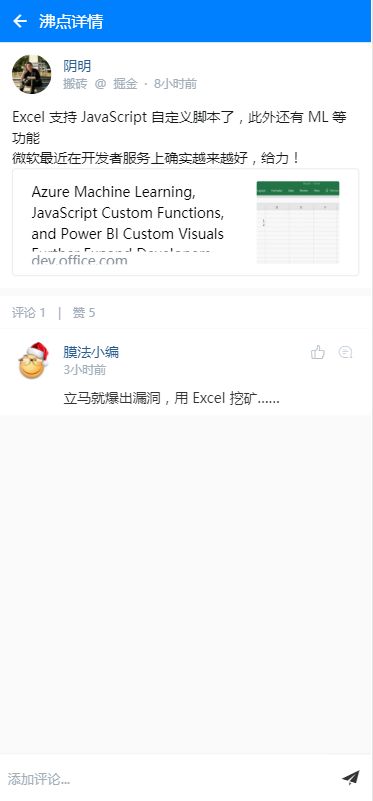 沸点详情
阴明
搬砖 @ 掘金 · 8小时前
Excel 支持 JavaScript 自定义脚本了，此外还有 ML 等
功能
微软最近在开发者服务上确实越来越好，给力！
Azure Machine Learning,
JavaScript Custom Functions,
and Power BI Custom Visuals
Further Expand Developers
dev.office.com
评论 1 | 赞 5
膜法小编
3小时前
立马就爆出漏洞，用 Excel 挖矿……
添加评论...